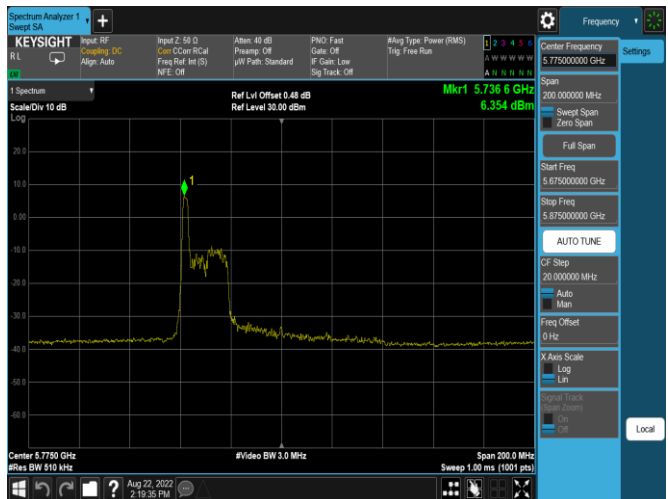 Spectrum Analyzer 1
Swept SA
+
Frequency
KEYSIGHT
R L
Input: RF
Coupling: DC
Align: Auto
Input Z: 50 Ω
Corr CCorr RCal
Freq Ref: Int (S)
NFE: Off
Atten: 40 dB
Preamp: Off
µW Path: Standard
PNO: Fast
Gate: Off
IF Gain: Low
Sig Track: Off
#Avg Type: Power (RMS)
Trig: Free Run
1 2 3 4 5 6
A W W W W W
A N N N N N
1 Spectrum
Scale/Div 10 dB
Log
Ref Lvl Offset 0.48 dB
Ref Level 30.00 dBm
Mkr1 5.736 6 GHz
6.354 dBm
1
20.0
10.0
0.00
-10.0
-20.0
-30.0
-40.0
-50.0
-60.0
Center 5.7750 GHz
#Res BW 510 kHz
#Video BW 3.0 MHz
Span 200.0 MHz
Sweep 1.00 ms (1001 pts)
Center Frequency
5.775000000 GHz
Span
200.000000 MHz
Swept Span
Zero Span
Full Span
Start Freq
5.675000000 GHz
Stop Freq
5.875000000 GHz
AUTO TUNE
CF Step
20.000000 MHz
Auto
Man
Freq Offset
0 Hz
X Axis Scale
Log
Lin
Signal Track
(Span Zoom)
On
Off
Settings
Local
?
Aug 22, 2022
2:19:35 PM